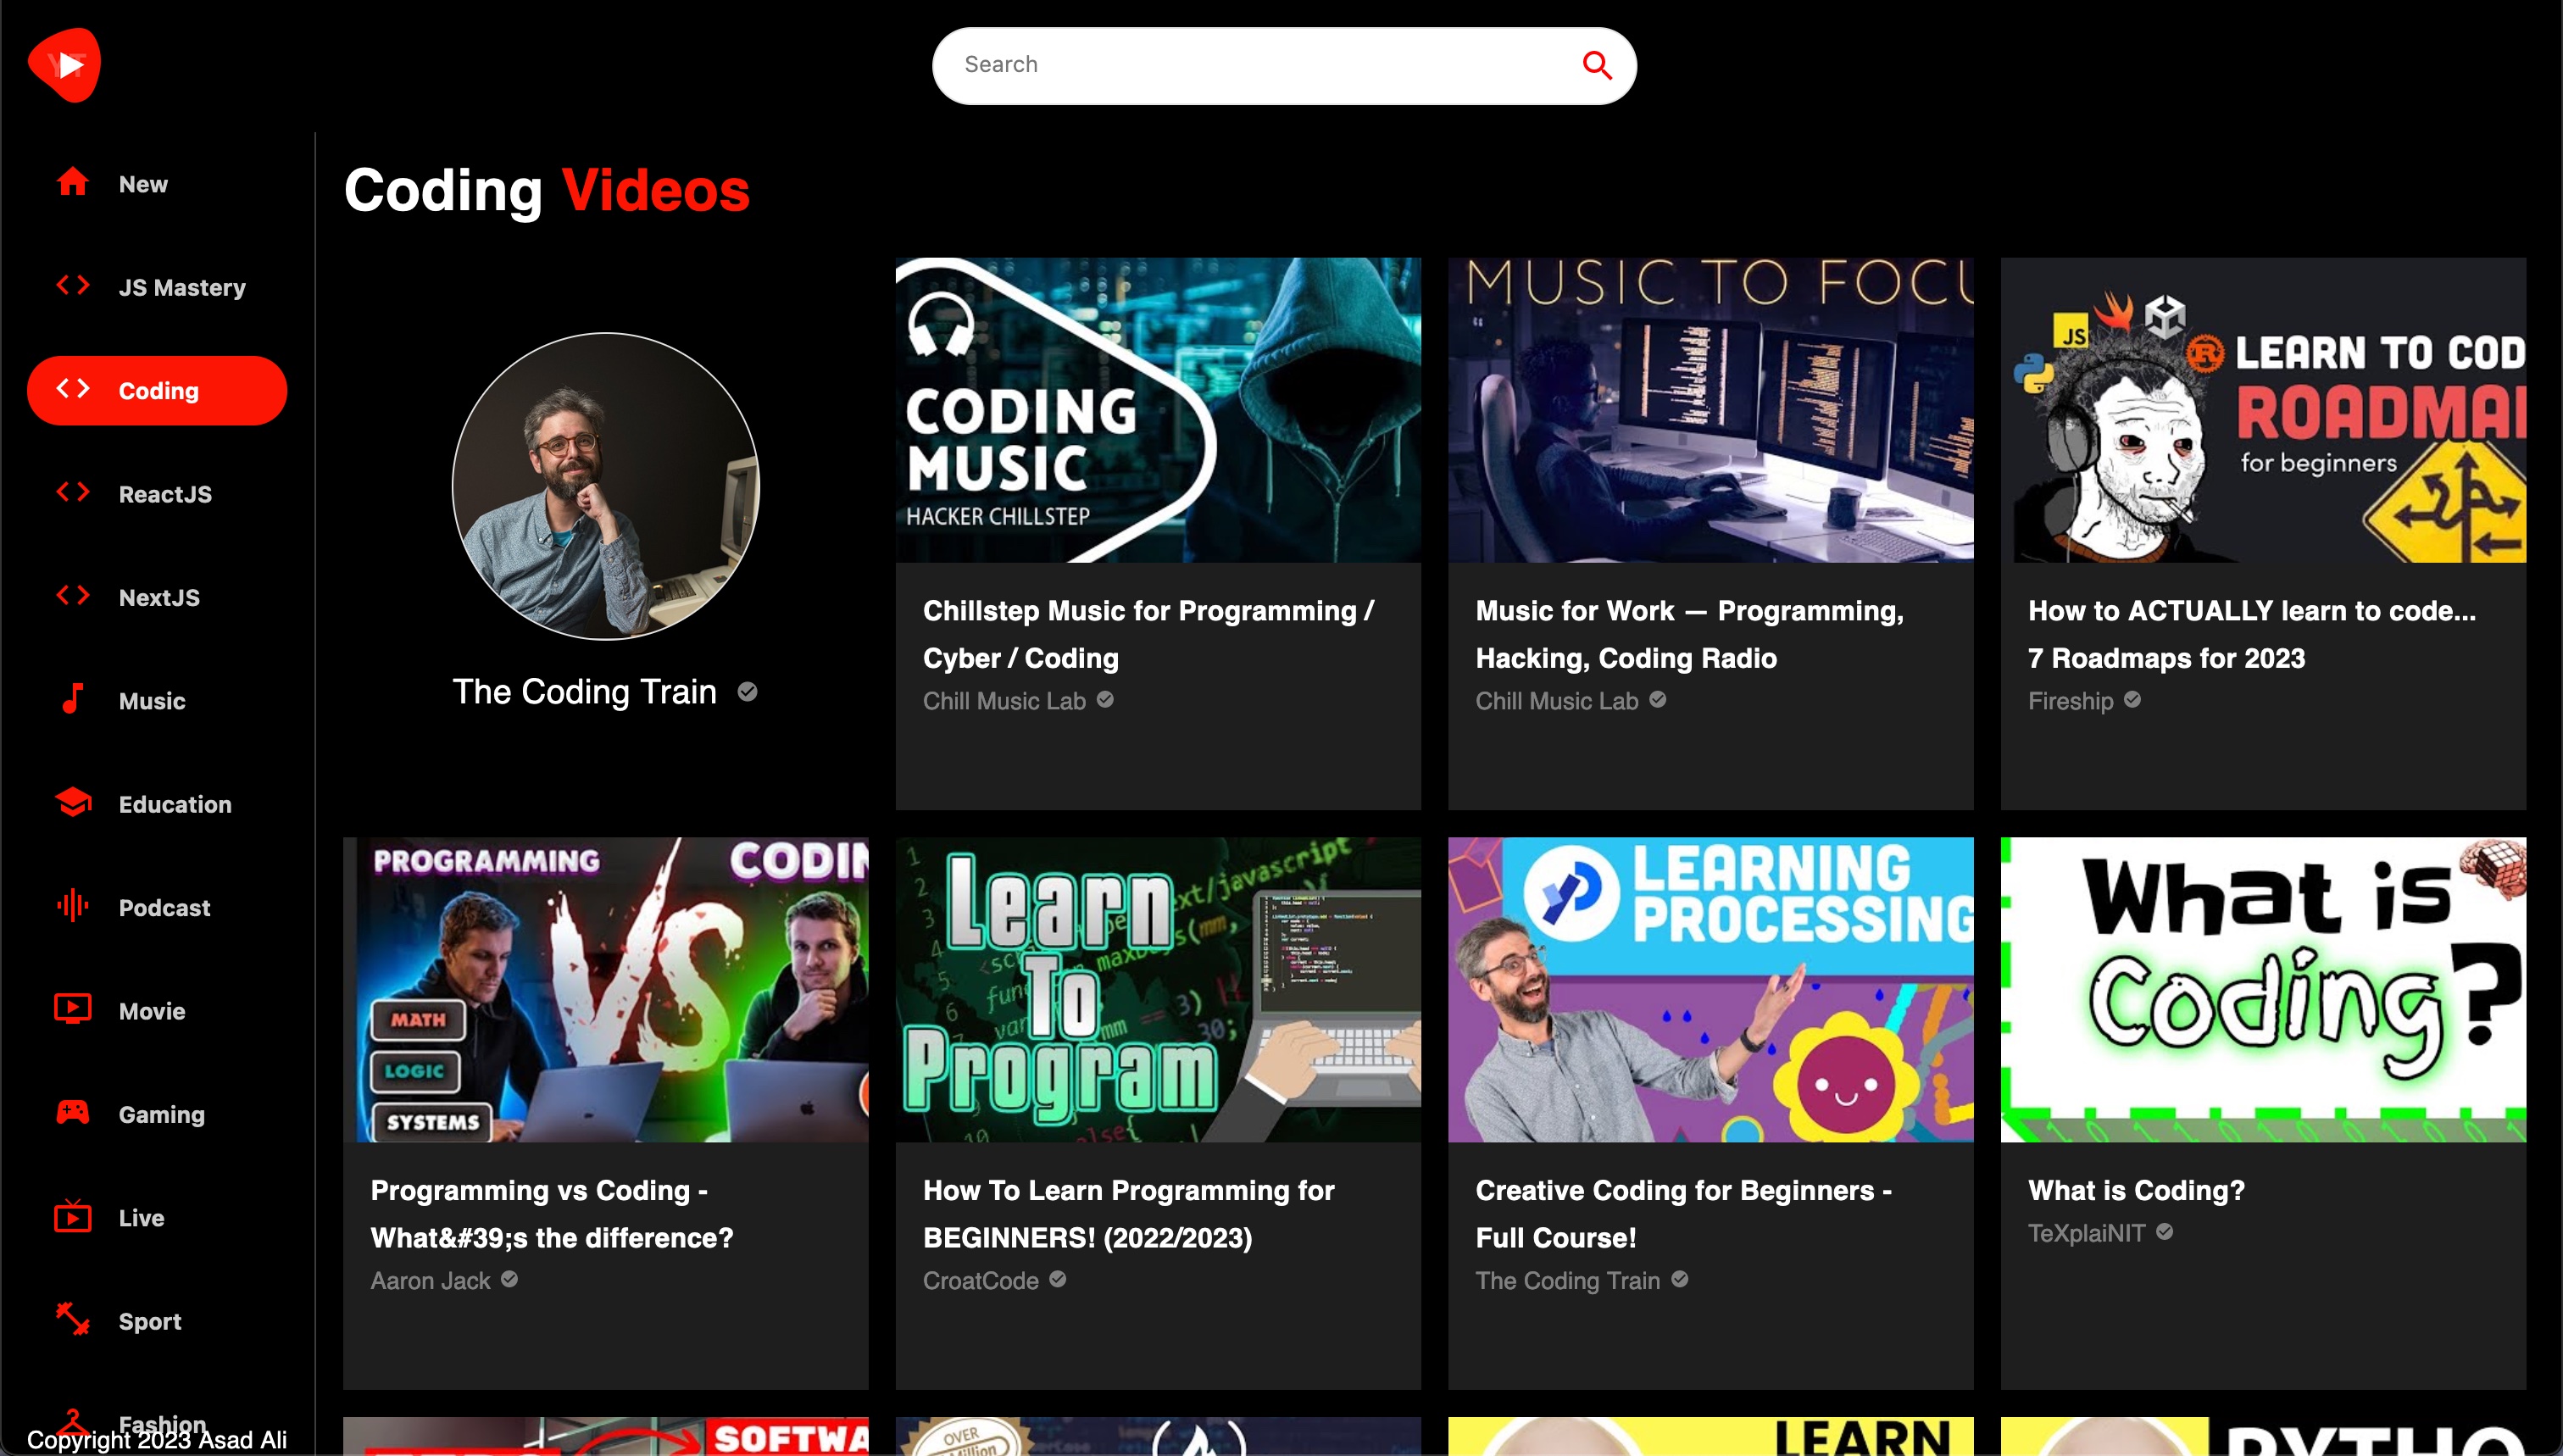 YT
Search
New
JS Mastery
Coding
ReactJS
NextJS
Music
Education
Podcast
Movie
Gaming
Live
Sport
Fashion
Copyright 2023 Asad Ali
Coding Videos
The Coding Train
CODING
MUSIC
HACKER CHILLSTEP
Chillstep Music for Programming /
Cyber / Coding
Chill Music Lab
MUSIC TO FOCU
Music for Work — Programming,
Hacking, Coding Radio
Chill Music Lab
JS
R
LEARN TO COD
ROADMAP
for beginners
How to ACTUALLY learn to code...
7 Roadmaps for 2023
Fireship
PROGRAMMING
CODIN
VS
MATH
LOGIC
SYSTEMS
Programming vs Coding -
What&#39;s the difference?
Aaron Jack
Learn
To
Program
How To Learn Programming for
BEGINNERS! (2022/2023)
CroatCode
LEARNING
PROCESSING
Creative Coding for Beginners -
Full Course!
The Coding Train
What is
Coding?
What is Coding?
TeXplaiNIT
SOFTWA
OVER
Million
LEARN
PYTHO